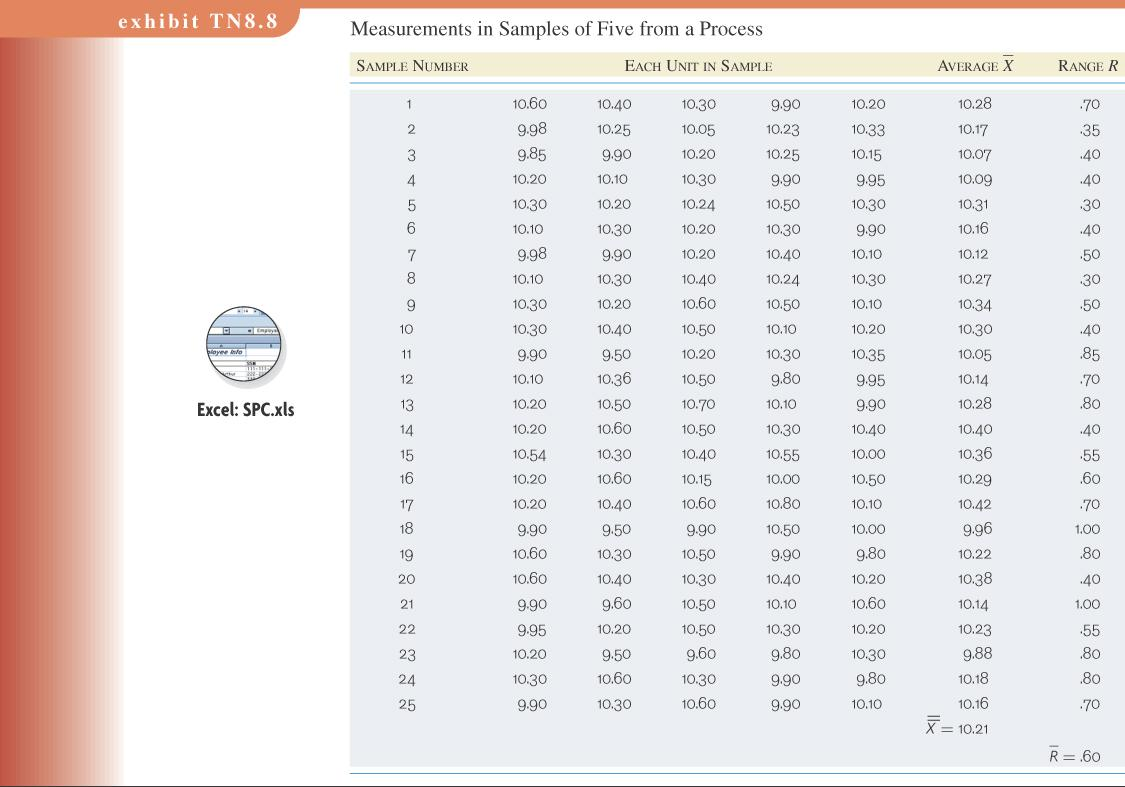 exhibit TN8.8
Measurements in Samples of Five from a Process
SAMPLE NUMBER EACH UNIT IN SAMPLE AVERAGE X̅ RANGE R
1 10.60 10.40 10.30 9.90 10.20 10.28 .70
2 9.98 10.25 10.05 10.23 10.33 10.17 .35
3 9.85 9.90 10.20 10.25 10.15 10.07 .40
4 10.20 10.10 10.30 9.90 9.95 10.09 .40
5 10.30 10.20 10.24 10.50 10.30 10.31 .30
6 10.10 10.30 10.20 10.30 9.90 10.16 .40
7 9.98 9.90 10.20 10.40 10.10 10.12 .50
8 10.10 10.30 10.40 10.24 10.30 10.27 .30
9 10.30 10.20 10.60 10.50 10.10 10.34 .50
10 10.30 10.40 10.50 10.10 10.20 10.30 .40
11 9.90 9.50 10.20 10.30 10.35 10.05 .85
12 10.10 10.36 10.50 9.80 9.95 10.14 .70
13 10.20 10.50 10.70 10.10 9.90 10.28 .80
14 10.20 10.60 10.50 10.30 10.40 10.40 .40
15 10.54 10.30 10.40 10.55 10.00 10.36 .55
16 10.20 10.60 10.15 10.00 10.50 10.29 .60
17 10.20 10.40 10.60 10.80 10.10 10.42 .70
18 9.90 9.50 9.90 10.50 10.00 9.96 1.00
19 10.60 10.30 10.50 9.90 9.80 10.22 .80
20 10.60 10.40 10.30 10.40 10.20 10.38 .40
21 9.90 9.60 10.50 10.10 10.60 10.14 1.00
22 9.95 10.20 10.50 10.30 10.20 10.23 .55
23 10.20 9.50 9.60 9.80 10.30 9.88 .80
24 10.30 10.60 10.30 9.90 9.80 10.18 .80
25 9.90 10.30 10.60 9.90 10.10 10.16 .70
X̿ = 10.21
R̅ = .60
Employe
ployee Info
SSN
Excel: SPC.xls